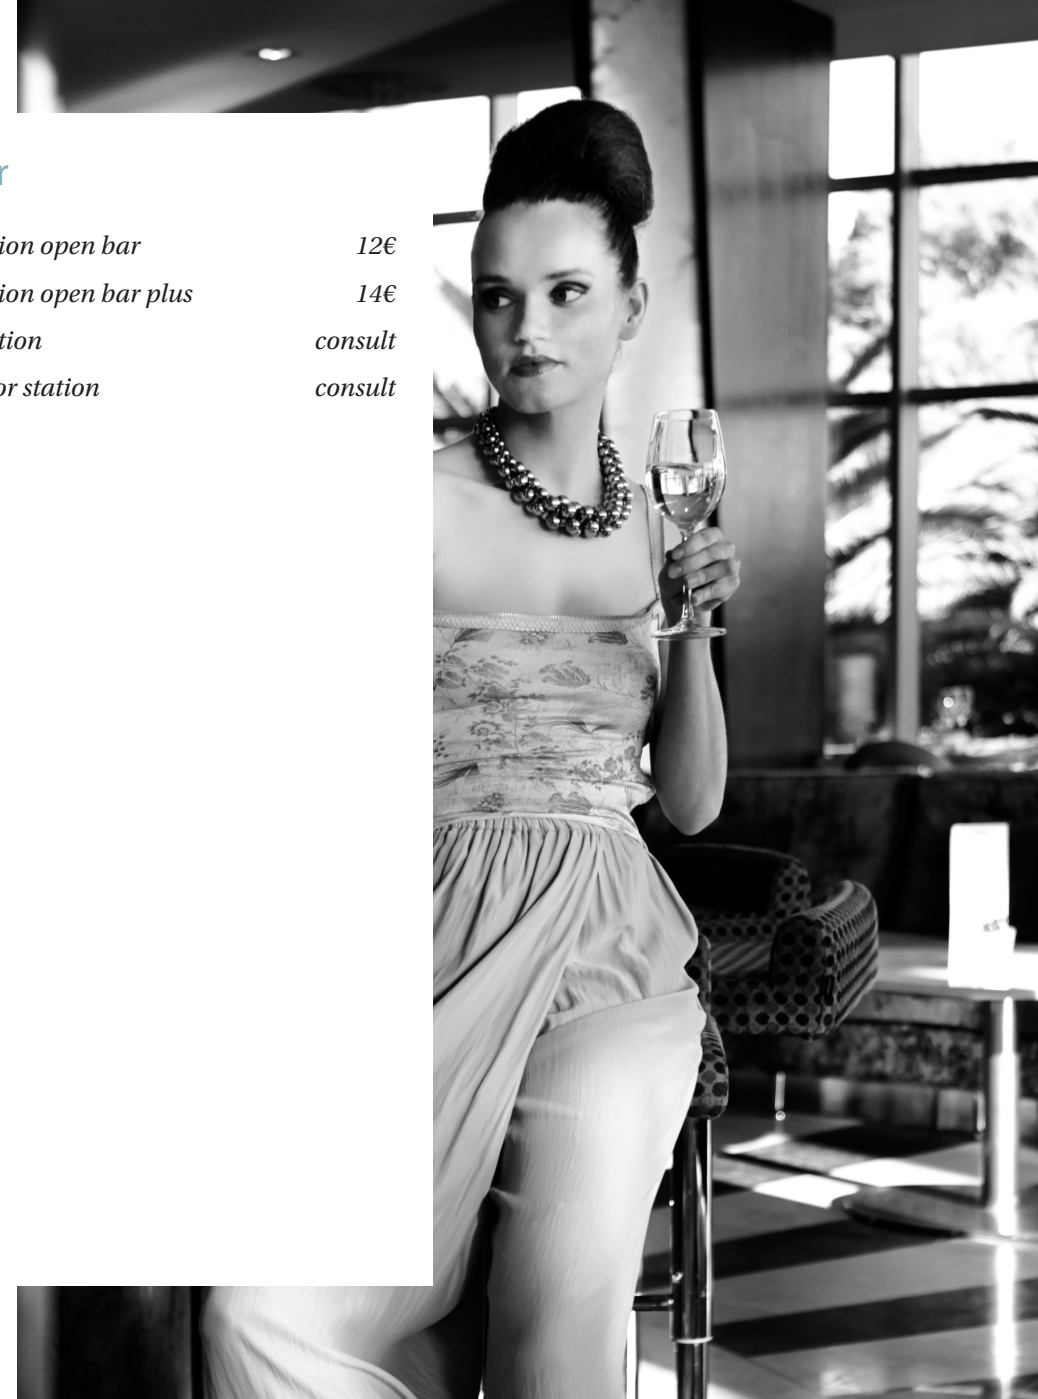 r
ion open bar 12€
ion open bar plus 14€
tion consult
or station consult